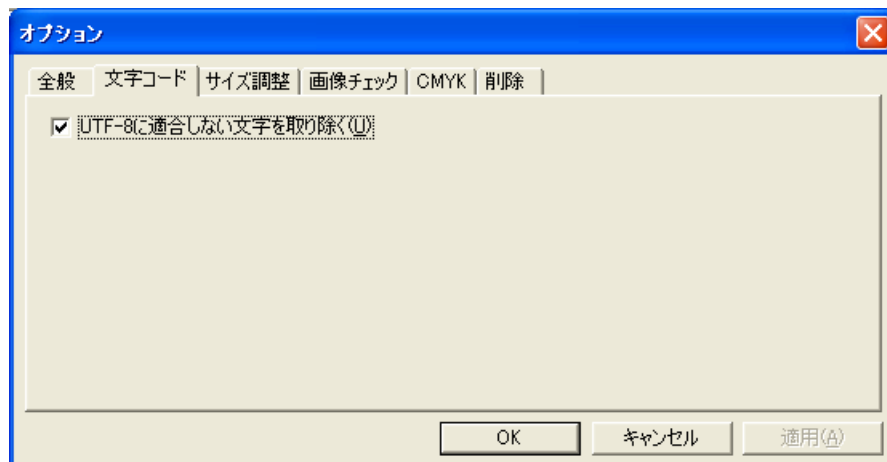 オプション
全般 文字コード サイズ調整 画像チェック CMYK 削除
UTF-8に適合しない文字を取り除く(U)
OK キャンセル 適用(A)